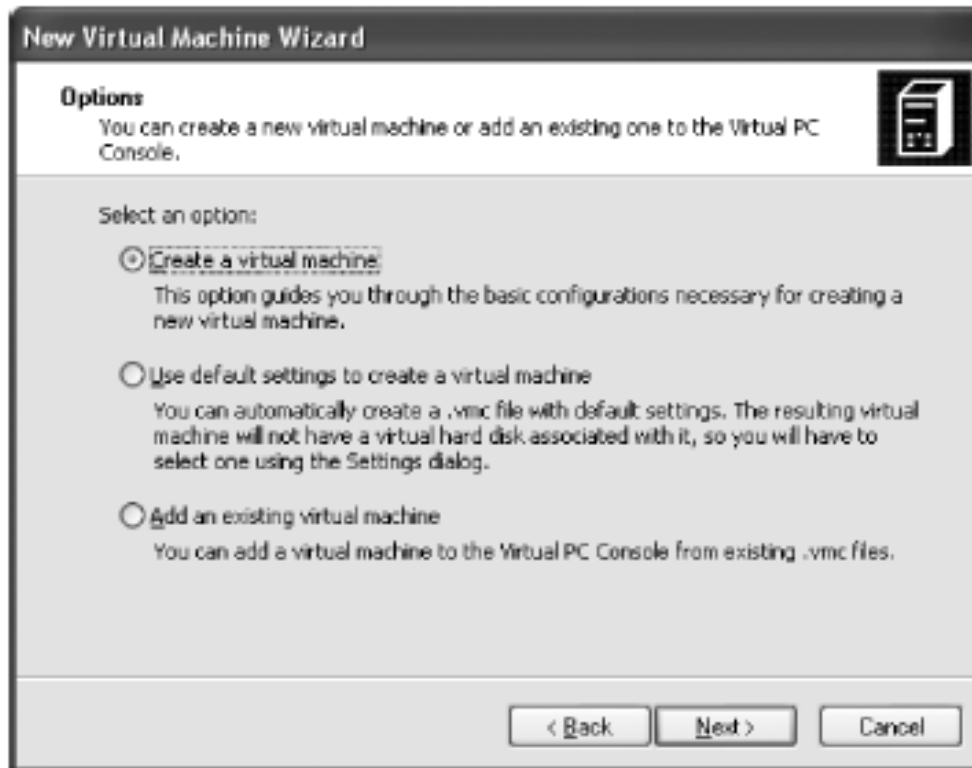 New Virtual Machine Wizard
Options
You can create a new virtual machine or add an existing one to the Virtual PC
Console.
Select an option:
Create a virtual machine
This option guides you through the basic configurations necessary for creating a
new virtual machine.
Use default settings to create a virtual machine
You can automatically create a .vmc file with default settings. The resulting virtual
machine will not have a virtual hard disk associated with it, so you will have to
select one using the Settings dialog.
Add an existing virtual machine
You can add a virtual machine to the Virtual PC Console from existing .vmc files.
< Back
Next >
Cancel